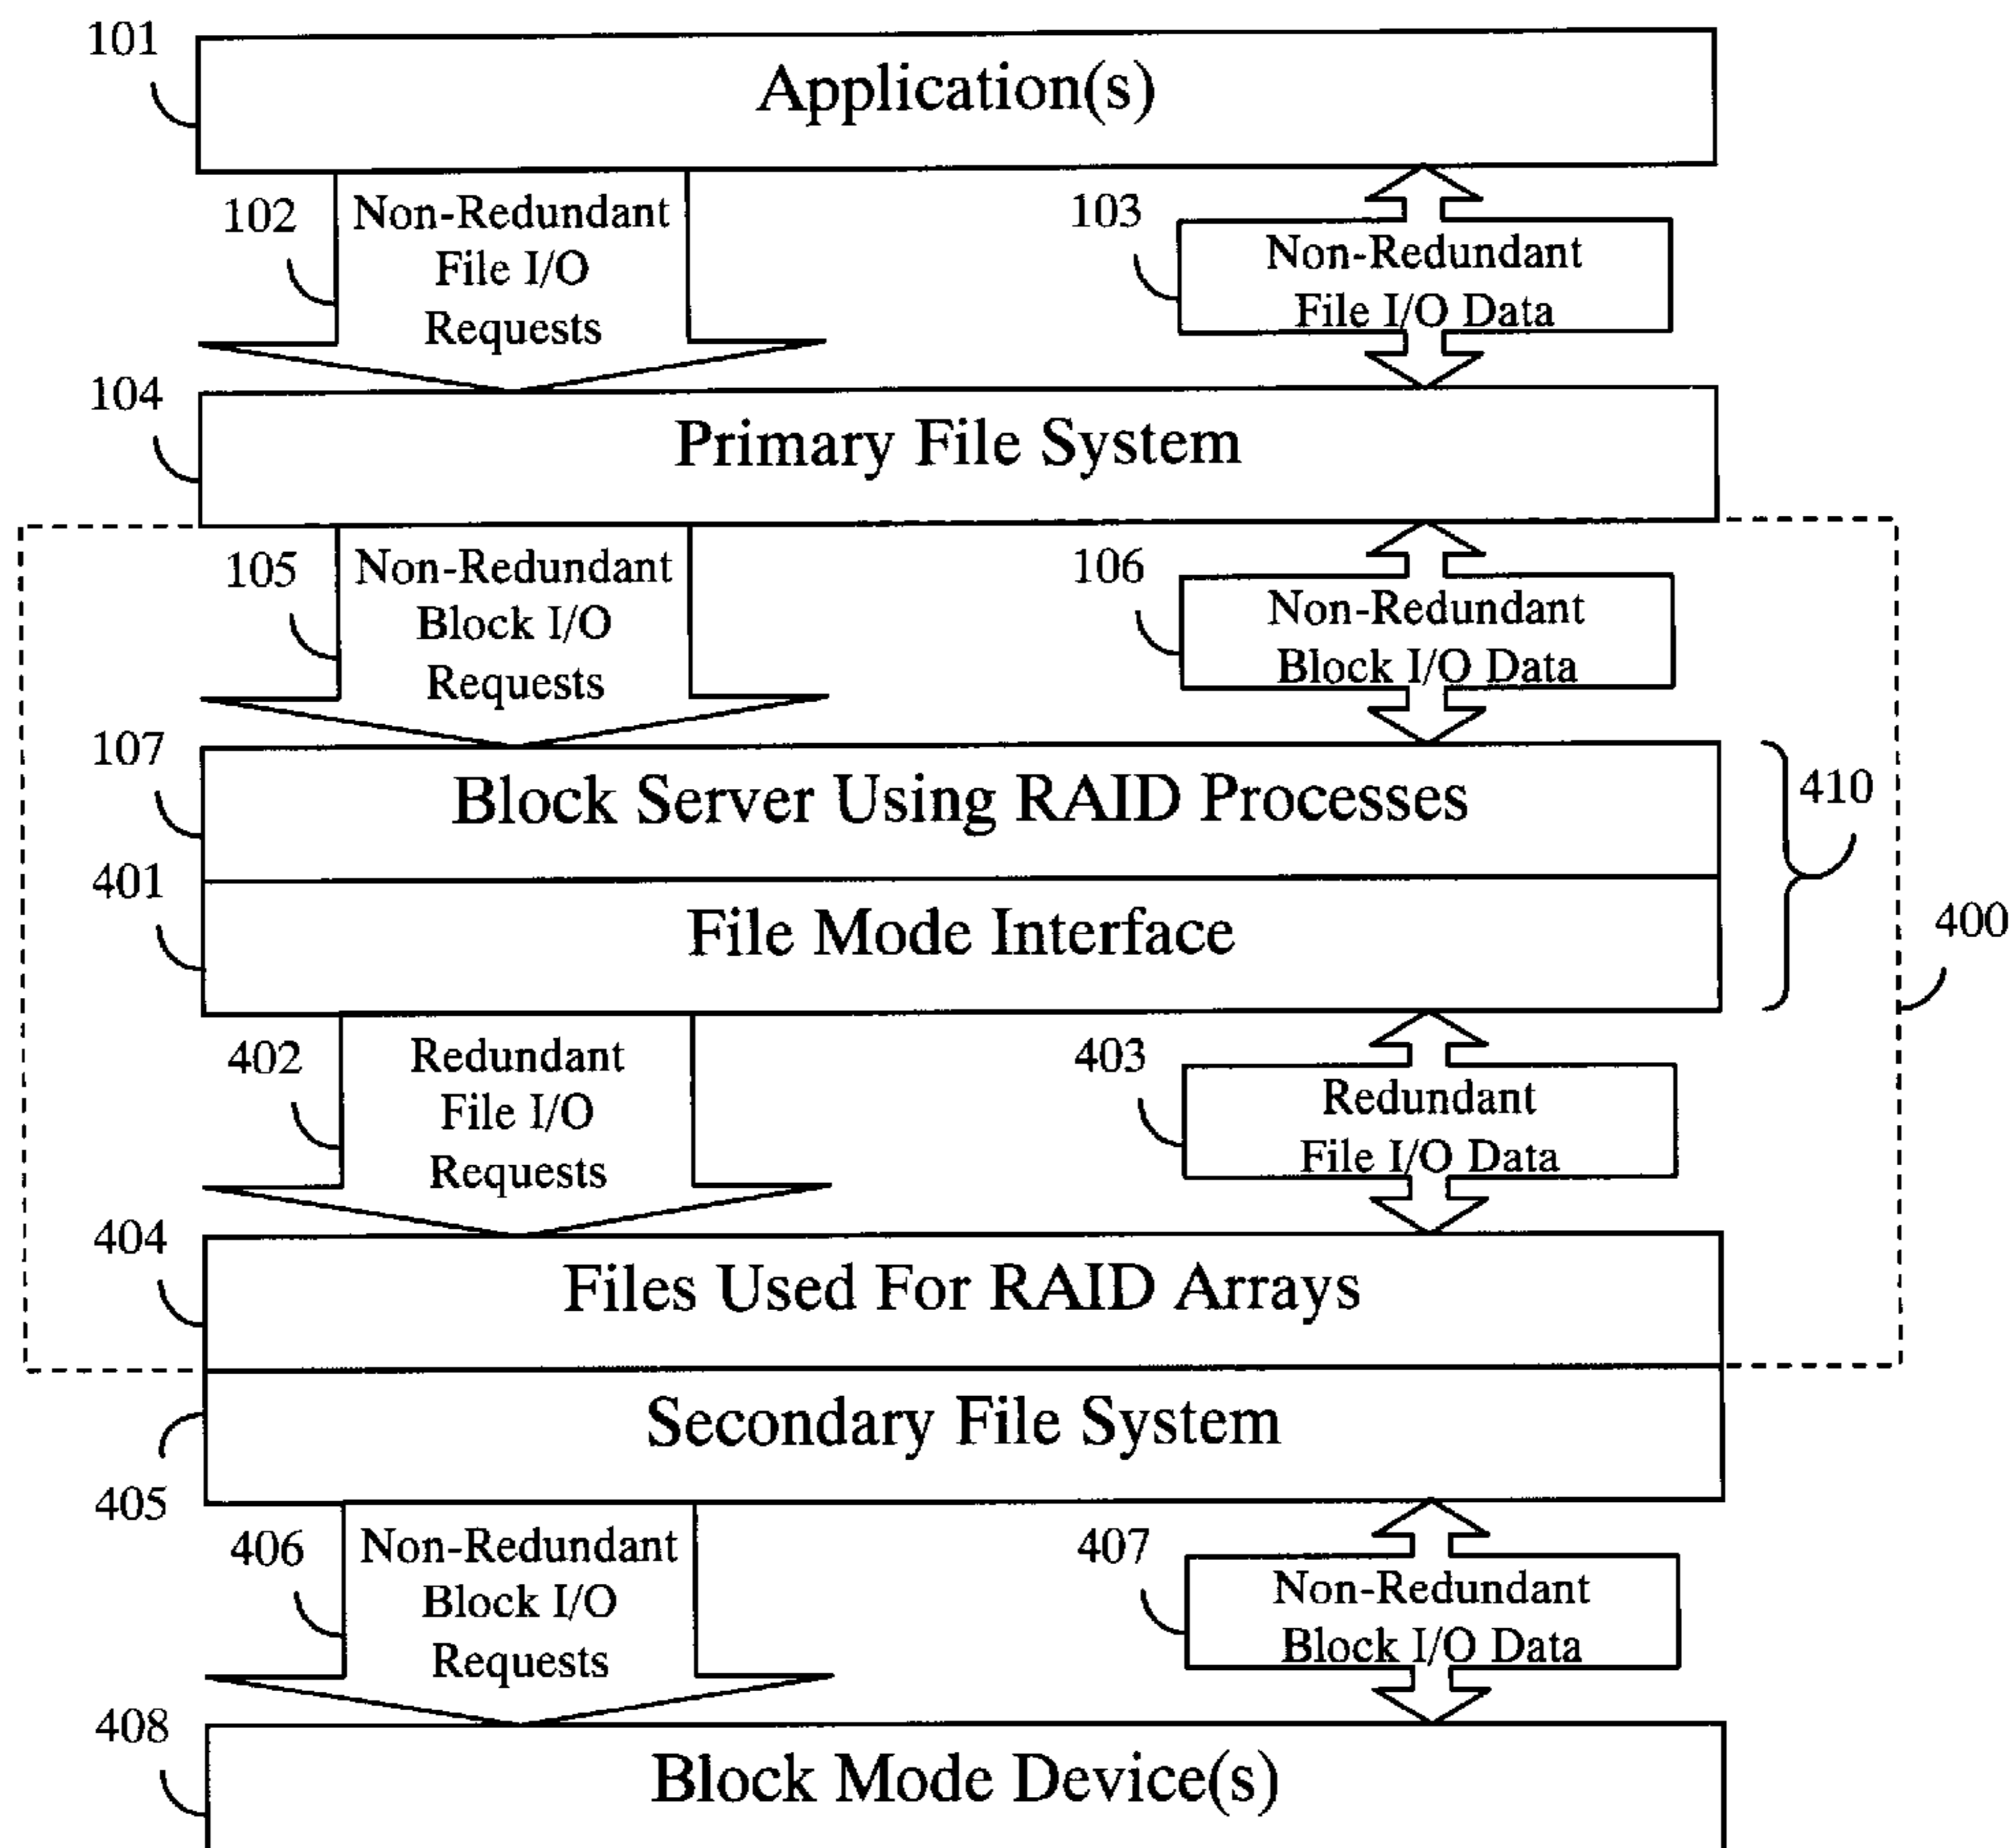 101
Application(s)
102
Non-Redundant
File I/O
Requests
103
Non-Redundant
File I/O Data
104
Primary File System
105
Non-Redundant
Block I/O
Requests
106
Non-Redundant
Block I/O Data
107
Block Server Using RAID Processes
410
401
File Mode Interface
400
402
Redundant
File I/O
Requests
403
Redundant
File I/O Data
404
Files Used For RAID Arrays
Secondary File System
405
406
Non-Redundant
Block I/O
Requests
407
Non-Redundant
Block I/O Data
408
Block Mode Device(s)